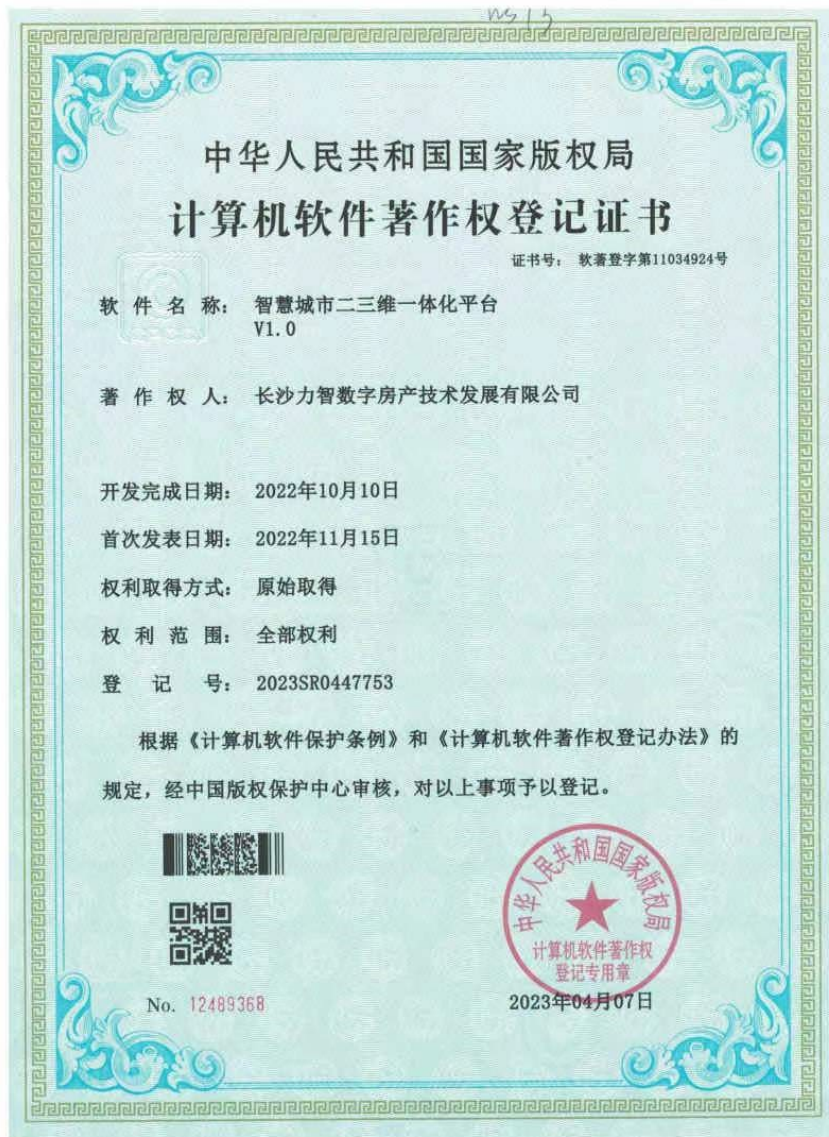 中华人民共和国国家版权局
计算机软件著作权登记证书
证书号： 软著登字第11034924号
软 件 名 称： 智慧城市二三维一体化平台
V1.0
著 作 权 人： 长沙力智数字房产技术发展有限公司
开发完成日期： 2022年10月10日
首次发表日期： 2022年11月15日
权利取得方式： 原始取得
权 利 范 围： 全部权利
登 记 号： 2023SR0447753
根据《计算机软件保护条例》和《计算机软件著作权登记办法》的
规定，经中国版权保护中心审核，对以上事项予以登记。
中华人民共和国国家版权局
计算机软件著作权
登记专用章
No. 12489368
2023年04月07日